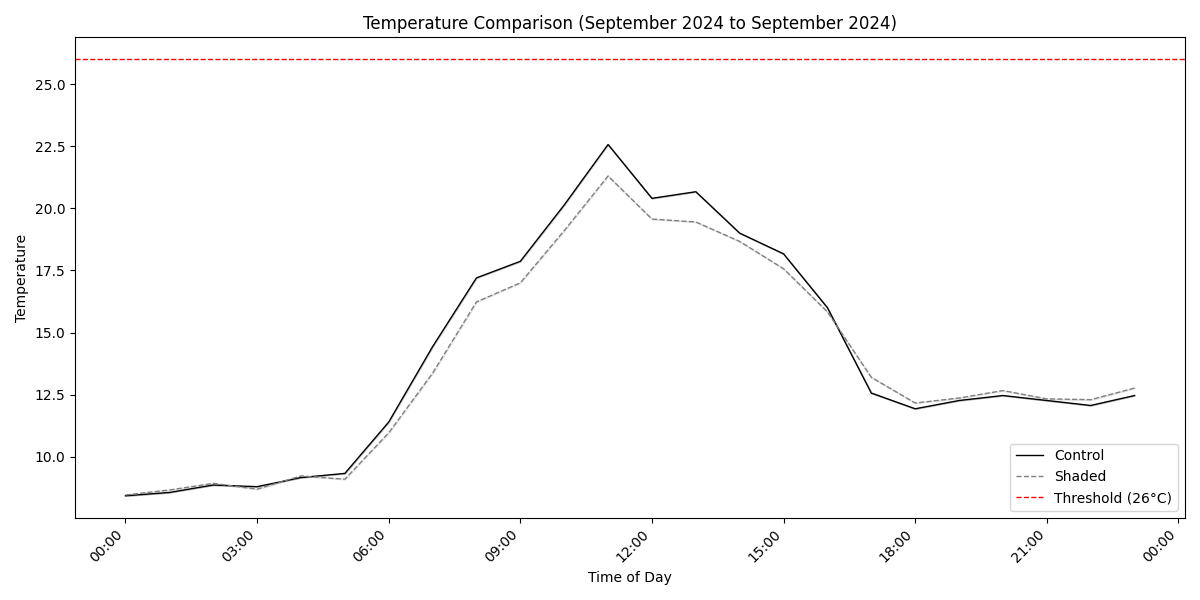 Temperature Comparison (September 2024 to September 2024)
Temperature
25.0
22.5
20.0
17.5
15.0
12.5
10.0
Control
Shaded
Threshold (26°C)
00:00
03:00
06:00
09:00
12:00
15:00
18:00
21:00
00:00
Time of Day